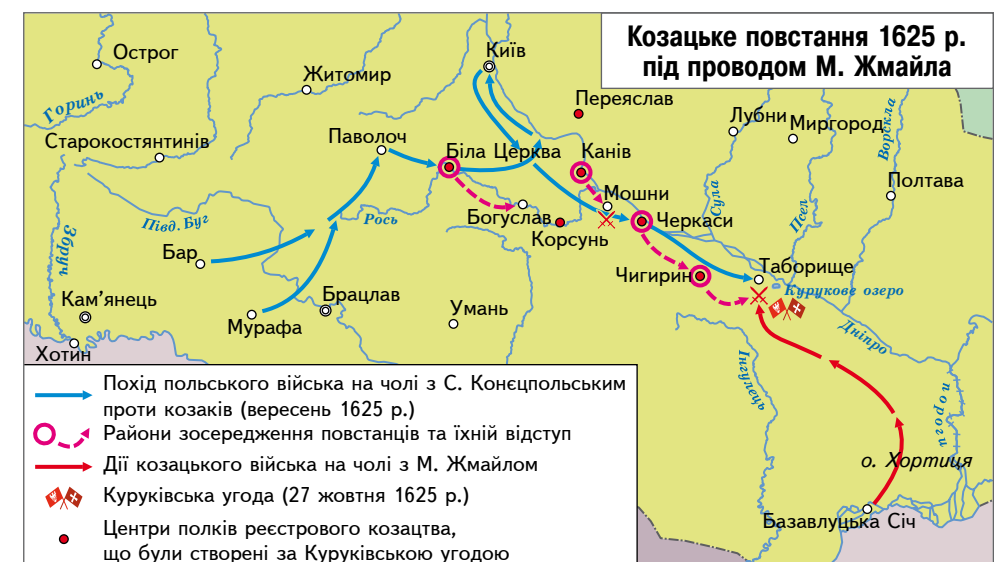 Козацьке повстання 1625 р.
під проводом М. Жмайла
Острог
Київ
Житомир
Горинь
Переяслав
Лубни
Миргород
Ворскла
Старокостянтинів
Паволоч
Біла Церква
Канів
Полтава
Мошни
Сула
Псел
Півд. Буг
Рось
Богуслав
Корсунь
Черкаси
Збруч
Бар
Чигирин
Таборище
Курукове озеро
Кам’янець
Брацлав
Умань
Мурафа
Дніпро
Хотин
Інгулець
пороги
о. Хортиця
Базавлуцька Січ
Похід польського війська на чолі з С. Конєцпольським
проти козаків (вересень 1625 р.)
Райони зосередження повстанців та їхній відступ
Дії козацького війська на чолі з М. Жмайлом
Куруківська угода (27 жовтня 1625 р.)
Центри полків реєстрового козацтва,
що були створені за Куруківською угодою